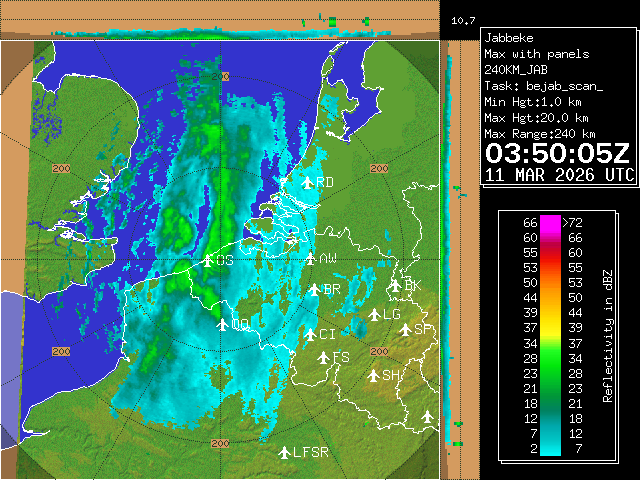 10.7
Jabbeke
Max with panels
240KM_JAB
Task: bejab_scan_
Min Hgt:1.0 km
Max Hgt:20.0 km
Max Range:240 km
03:50:05Z
11 MAR 2026 UTC
200
200
200
200
200
200
RD
OS
AW
BR
BK
LG
SP
WO
CI
FS
SH
LFSR
66 >72
60 66
55 60
53 55
50 53
44 50
39 44
37 39
34 37
28 34
23 28
21 23
18 21
12 18
7 12
2 7
Reflectivity in dBZ